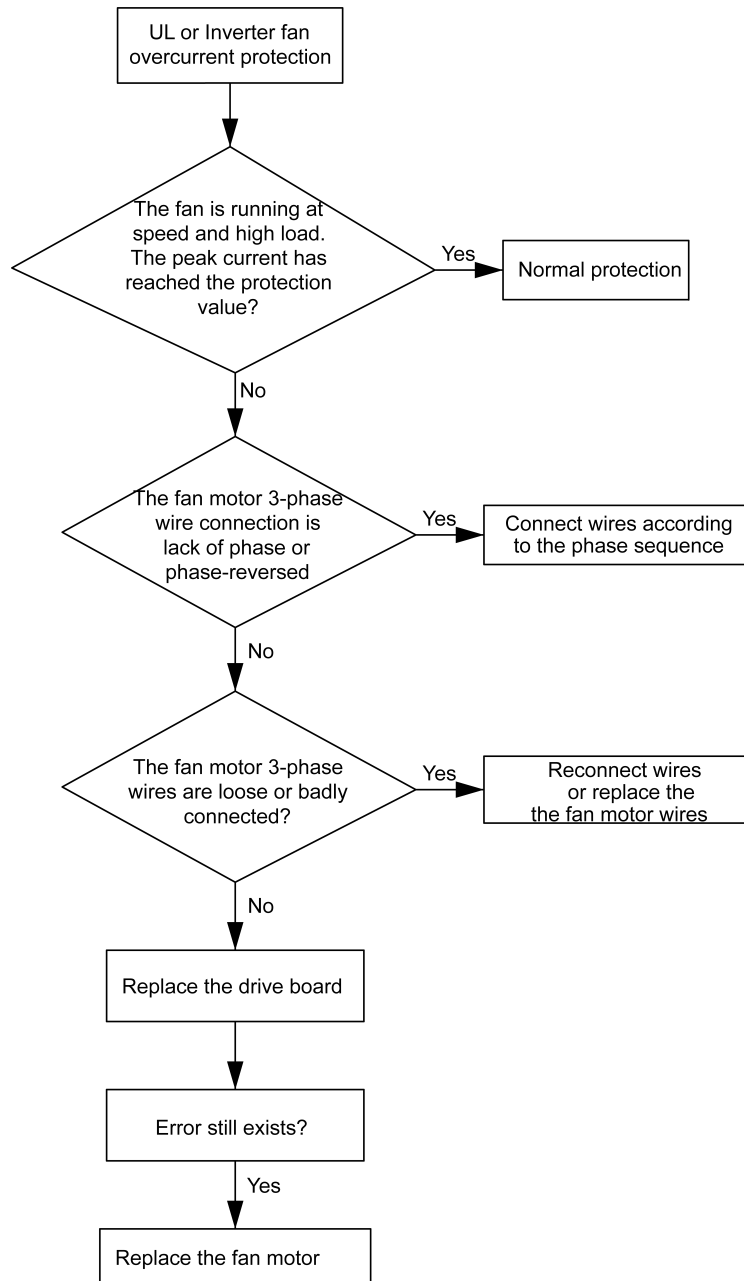 UL or Inverter fan
overcurrent protection
The fan is running at
speed and high load.
The peak current has
reached the protection
value?
Yes
Normal protection
No
The fan motor 3-phase
wire connection is
lack of phase or
phase-reversed
Yes
Connect wires according
to the phase sequence
No
The fan motor 3-phase
wires are loose or badly
connected?
Yes
Reconnect wires
or replace the
the fan motor wires
No
Replace the drive board
Error still exists?
Yes
Replace the fan motor